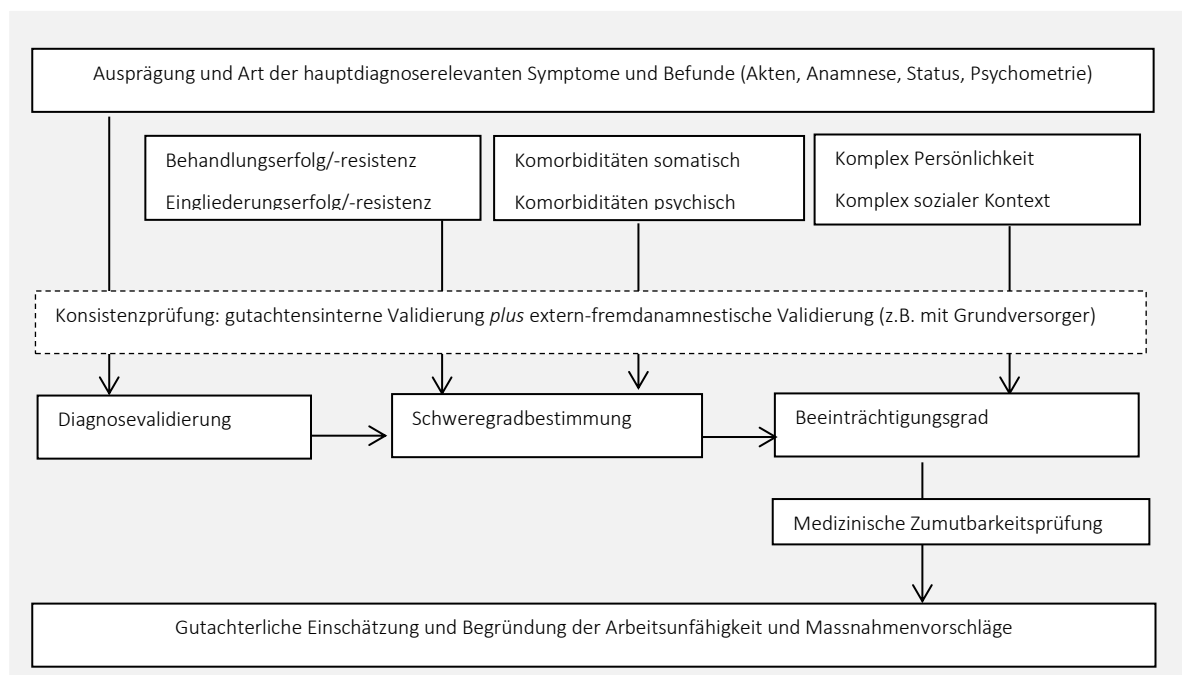 Ausprägung und Art der hauptdiagnoserelevanten Symptome und Befunde (Akten, Anamnese, Status, Psychometrie)
Behandlungserfolg/-resistenz
Eingliederungserfolg/-resistenz
Komorbiditäten somatisch
Komorbiditäten psychisch
Komplex Persönlichkeit
Komplex sozialer Kontext
Konsistenzprüfung: gutachtensinterne Validierung plus extern-fremdanamnestische Validierung (z.B. mit Grundversorger)
Diagnosevalidierung
Schweregradbestimmung
Beeinträchtigungsgrad
Medizinische Zumutbarkeitsprüfung
Gutachterliche Einschätzung und Begründung der Arbeitsunfähigkeit und Massnahmenvorschläge